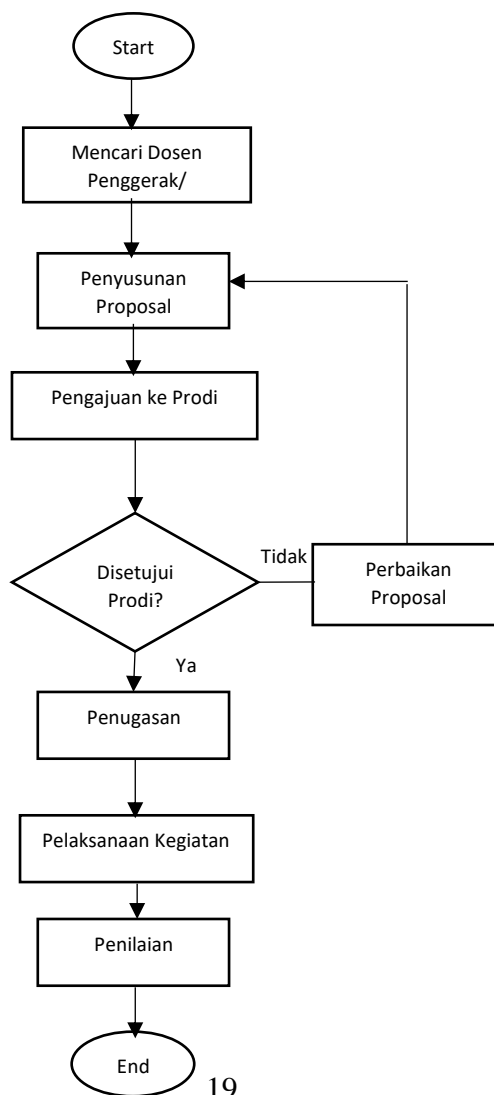 Start
Mencari Dosen
Penggerak/
Penyusunan
Proposal
Pengajuan ke Prodi
Disetujui
Prodi?
Tidak
Perbaikan
Proposal
Ya
Penugasan
Pelaksanaan Kegiatan
Penilaian
End
19